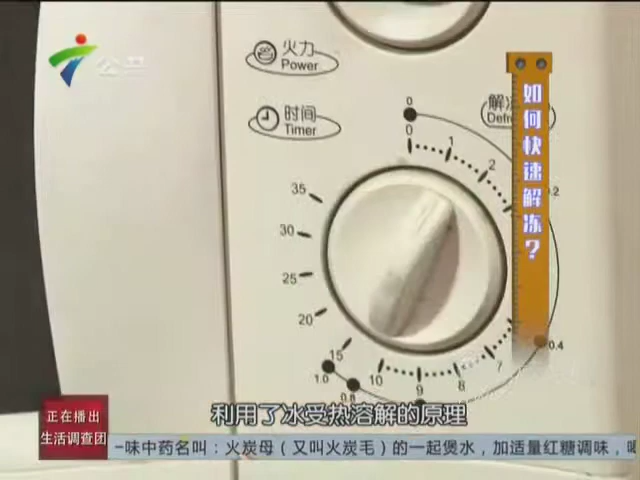 公共
火力
Power
时间
Timer
如何快速解冻?
0
0
1
2
35
30
25
20
15
10
9
8
7
1.0
0.8
0.4
利用了冰受热溶解的原理
正在播出
生活调查团
一味中药名叫：火炭母（又叫火炭毛）的一起煲水，加适量红糖调味，